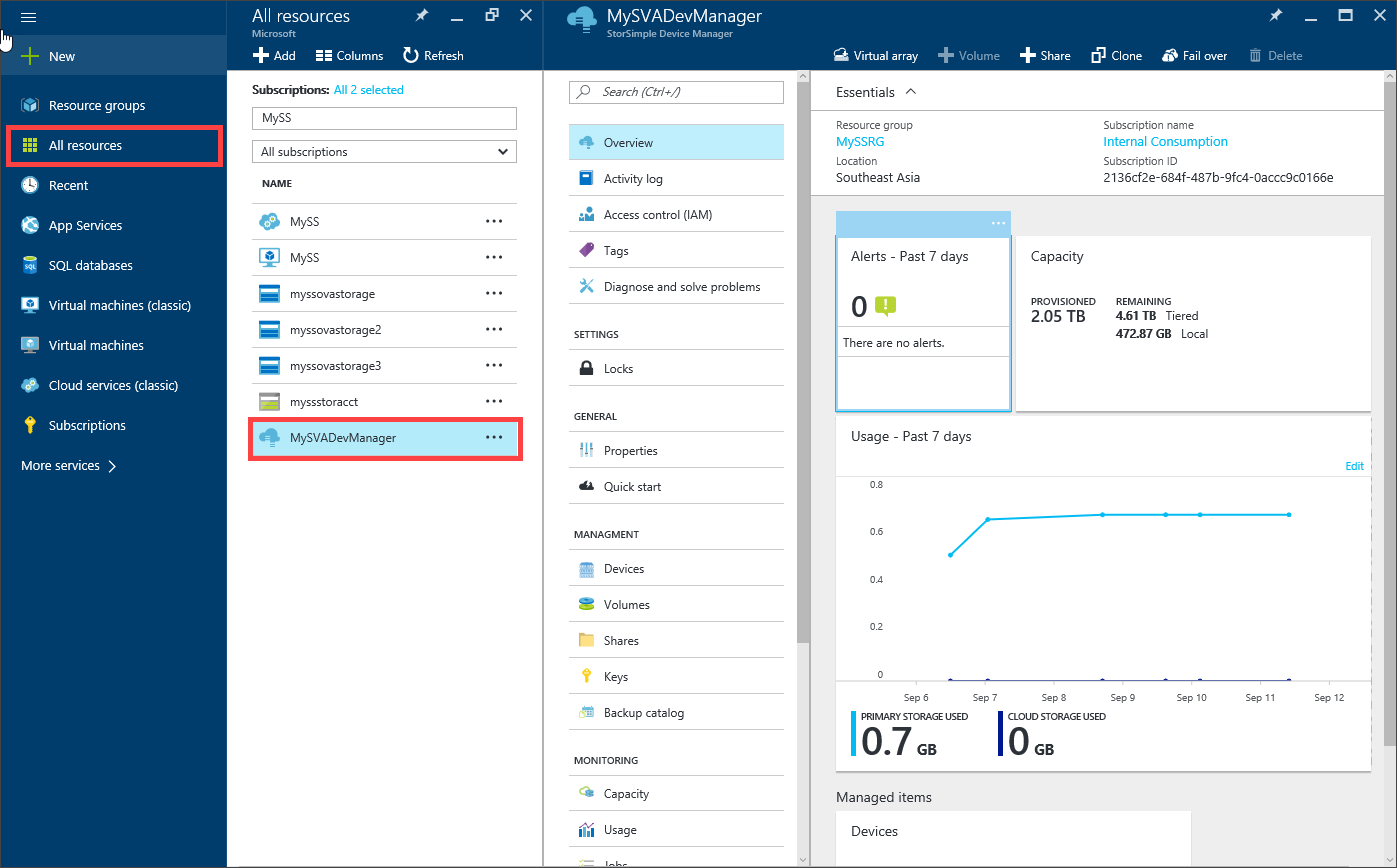 New
Resource groups
All resources
Recent
App Services
SQL databases
Virtual machines (classic)
Virtual machines
Cloud services (classic)
Subscriptions
More services
All resources
Microsoft
Add Columns Refresh
Subscriptions: All 2 selected
MySS
All subscriptions
NAME
MySS
MySS
myssovastorage
myssovastorage2
myssovastorage3
myssstoracct
MySVADevManager
MySVADevManager
StorSimple Device Manager
Virtual array Volume Share Clone Fail over Delete
Search (Ctrl+/)
Overview
Activity log
Access control (IAM)
Tags
Diagnose and solve problems
SETTINGS
Locks
GENERAL
Properties
Quick start
MANAGMENT
Devices
Volumes
Shares
Keys
Backup catalog
MONITORING
Capacity
Usage
Jobs
Essentials
Resource group
MySSRG
Location
Southeast Asia
Subscription name
Internal Consumption
Subscription ID
2136cf2e-684f-487b-9fc4-0accc9c0166e
Alerts - Past 7 days
0
There are no alerts.
Capacity
PROVISIONED
2.05 TB
REMAINING
4.61 TB Tiered
472.87 GB Local
Usage - Past 7 days
Edit
0.8
0.6
0.4
0.2
0
Sep 6 Sep 7 Sep 8 Sep 9 Sep 10 Sep 11 Sep 12
PRIMARY STORAGE USED
0.7 GB
CLOUD STORAGE USED
0 GB
Managed items
Devices